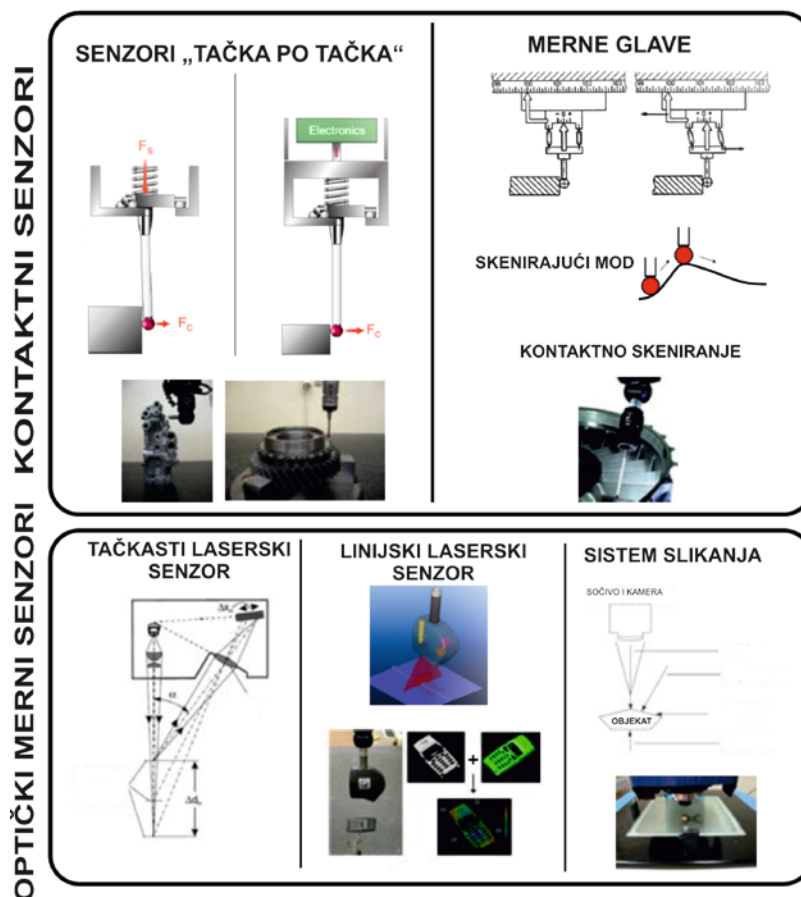 KONTAKTNI SENZORI
SENZORI „TAČKA PO TAČKA“
Fs
Fc
Electronics
Fc
MERNE GLAVE
SKENIRAJUĆI MOD
KONTAKTNO SKENIRANJE
OPTIČKI MERNI SENZORI
TAČKASTI LASERSKI
SENZOR
α
LINIJSKI LASERSKI
SENZOR
+
SISTEM SLIKANJA
SOČIVO I KAMERA
OBJEKAT